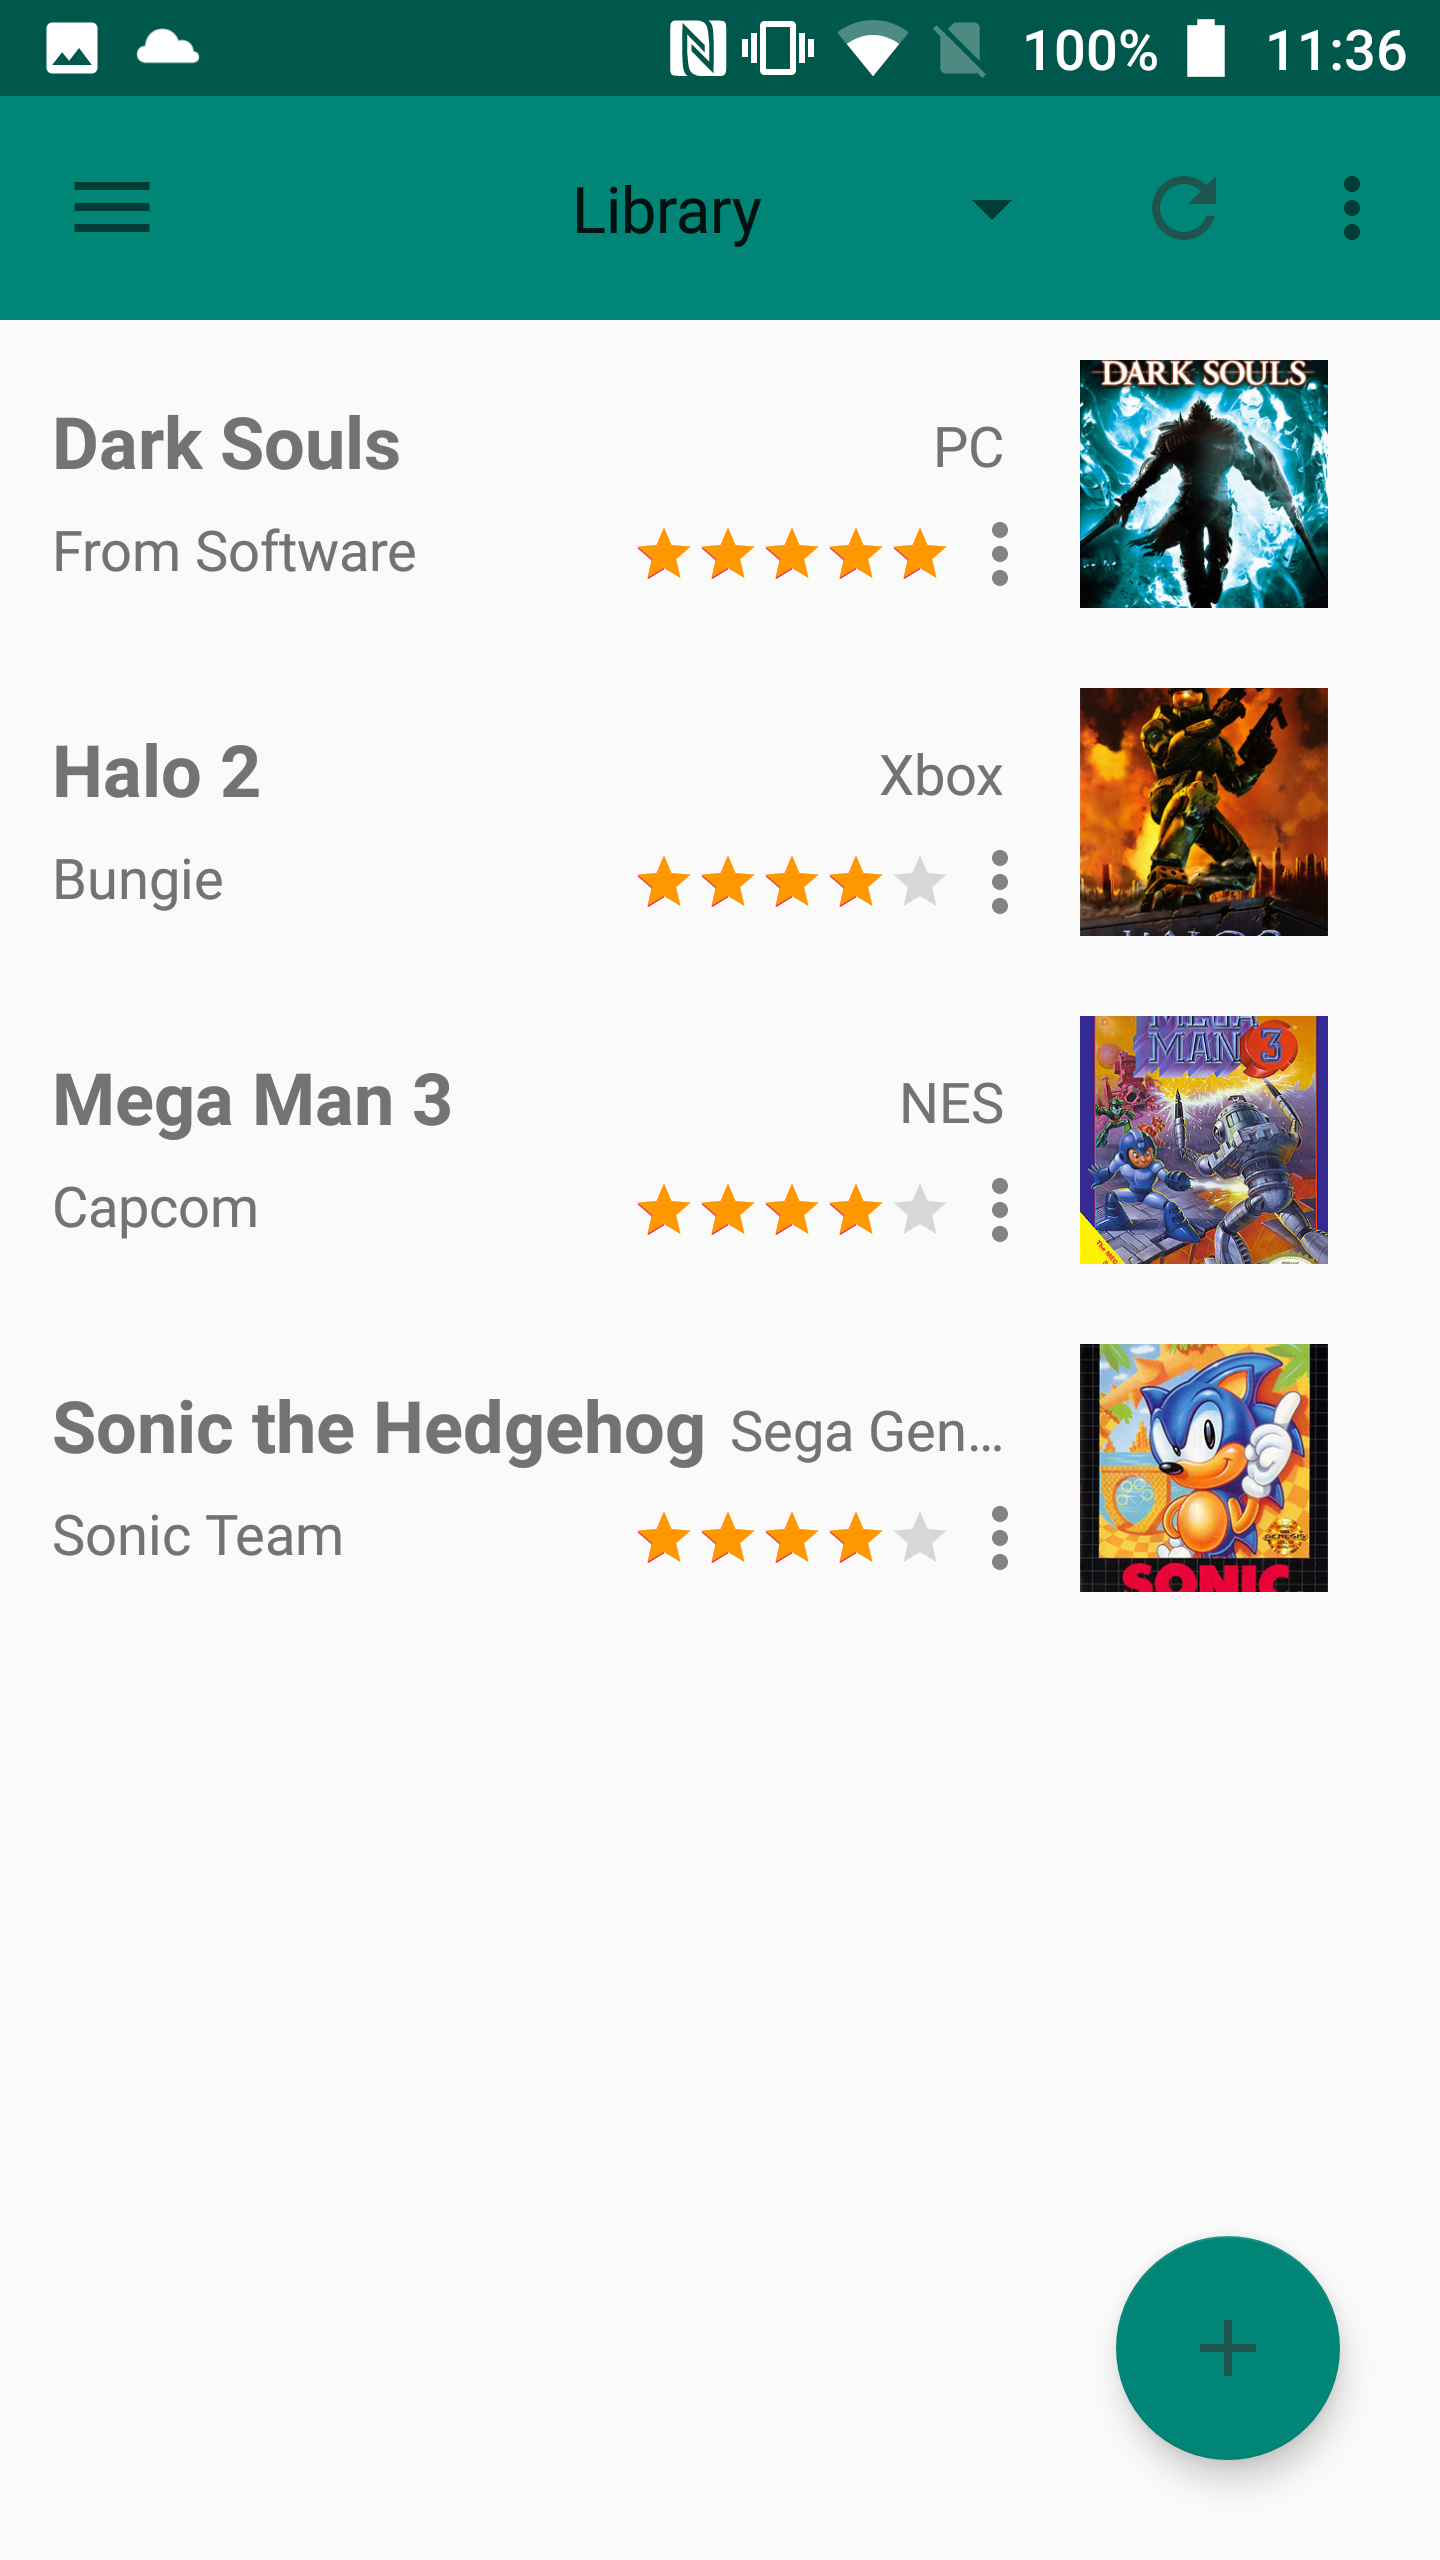 100% 11:36
Library
Dark Souls PC
From Software
DARK SOULS
Halo 2 Xbox
Bungie
Mega Man 3 NES
Capcom
MEGA
MAN 3
Sonic the Hedgehog Sega Gen...
Sonic Team
GENESIS
SONIC